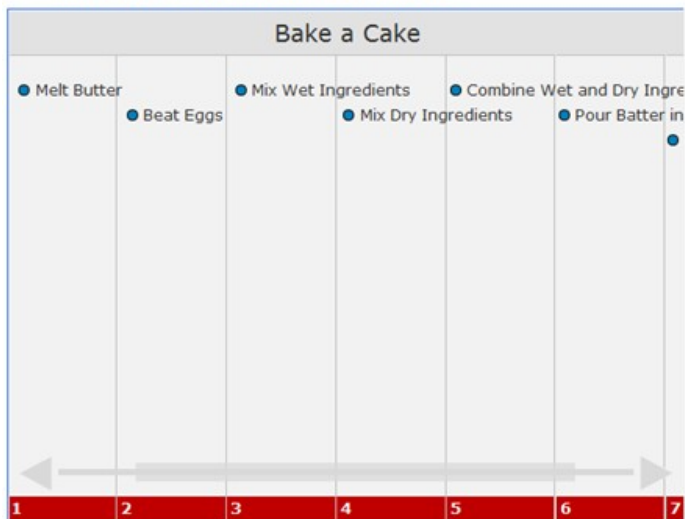 Bake a Cake
Melt Butter
Mix Wet Ingredients
Combine Wet and Dry Ingre
Beat Eggs
Mix Dry Ingredients
Pour Batter in
1 2 3 4 5 6 7